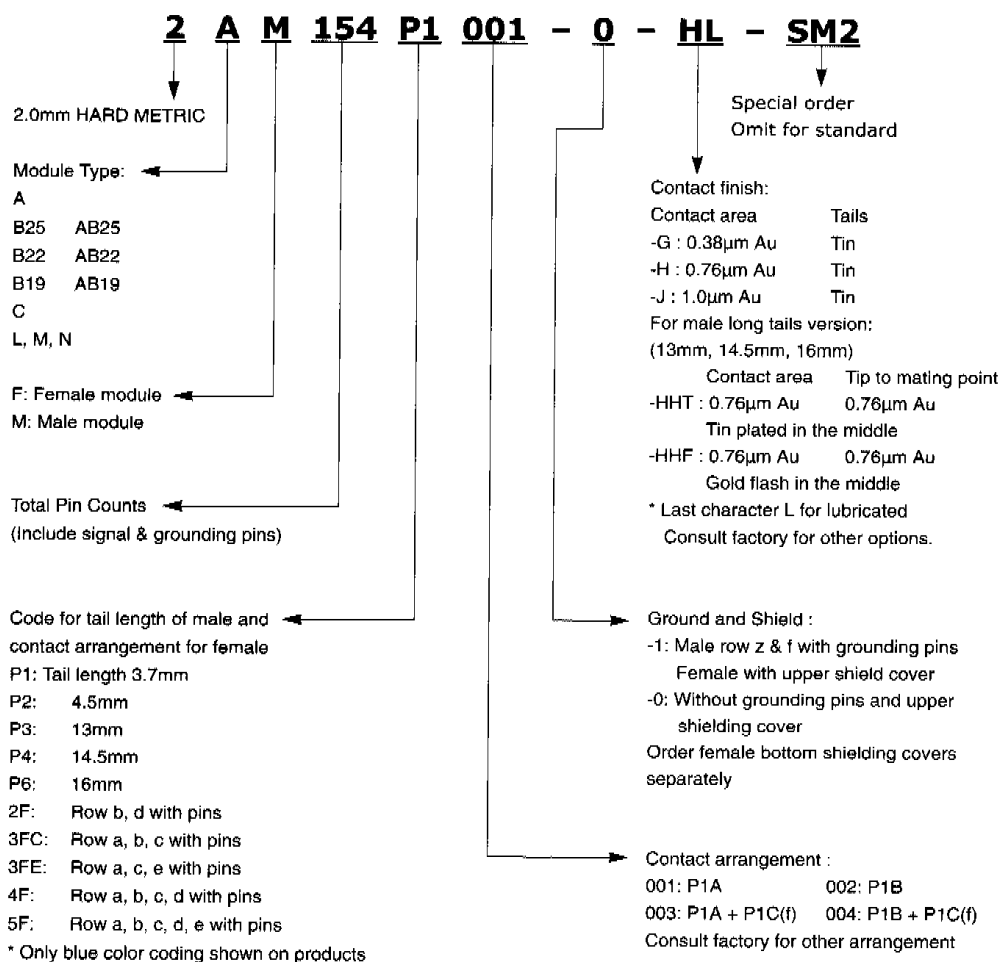 2 A M 154 P1 001 - 0 - HL - SM2
2.0mm HARD METRIC
Module Type:
A
B25 AB25
B22 AB22
B19 AB19
C
L, M, N
F: Female module
M: Male module
Total Pin Counts
(Include signal & grounding pins)
Code for tail length of male and
contact arrangement for female
P1: Tail length 3.7mm
P2: 4.5mm
P3: 13mm
P4: 14.5mm
P6: 16mm
2F: Row b, d with pins
3FC: Row a, b, c with pins
3FE: Row a, c, e with pins
4F: Row a, b, c, d with pins
5F: Row a, b, c, d, e with pins
* Only blue color coding shown on products
Special order
Omit for standard
Contact finish:
Contact area Tails
-G : 0.38µm Au Tin
-H : 0.76µm Au Tin
-J : 1.0µm Au Tin
For male long tails version:
(13mm, 14.5mm, 16mm)
Contact area Tip to mating point
-HHT : 0.76µm Au 0.76µm Au
Tin plated in the middle
-HHF : 0.76µm Au 0.76µm Au
Gold flash in the middle
* Last character L for lubricated
Consult factory for other options.
Ground and Shield :
-1: Male row z & f with grounding pins
Female with upper shield cover
-0: Without grounding pins and upper
shielding cover
Order female bottom shielding covers
separately
Contact arrangement :
001: P1A 002: P1B
003: P1A + P1C(f) 004: P1B + P1C(f)
Consult factory for other arrangement